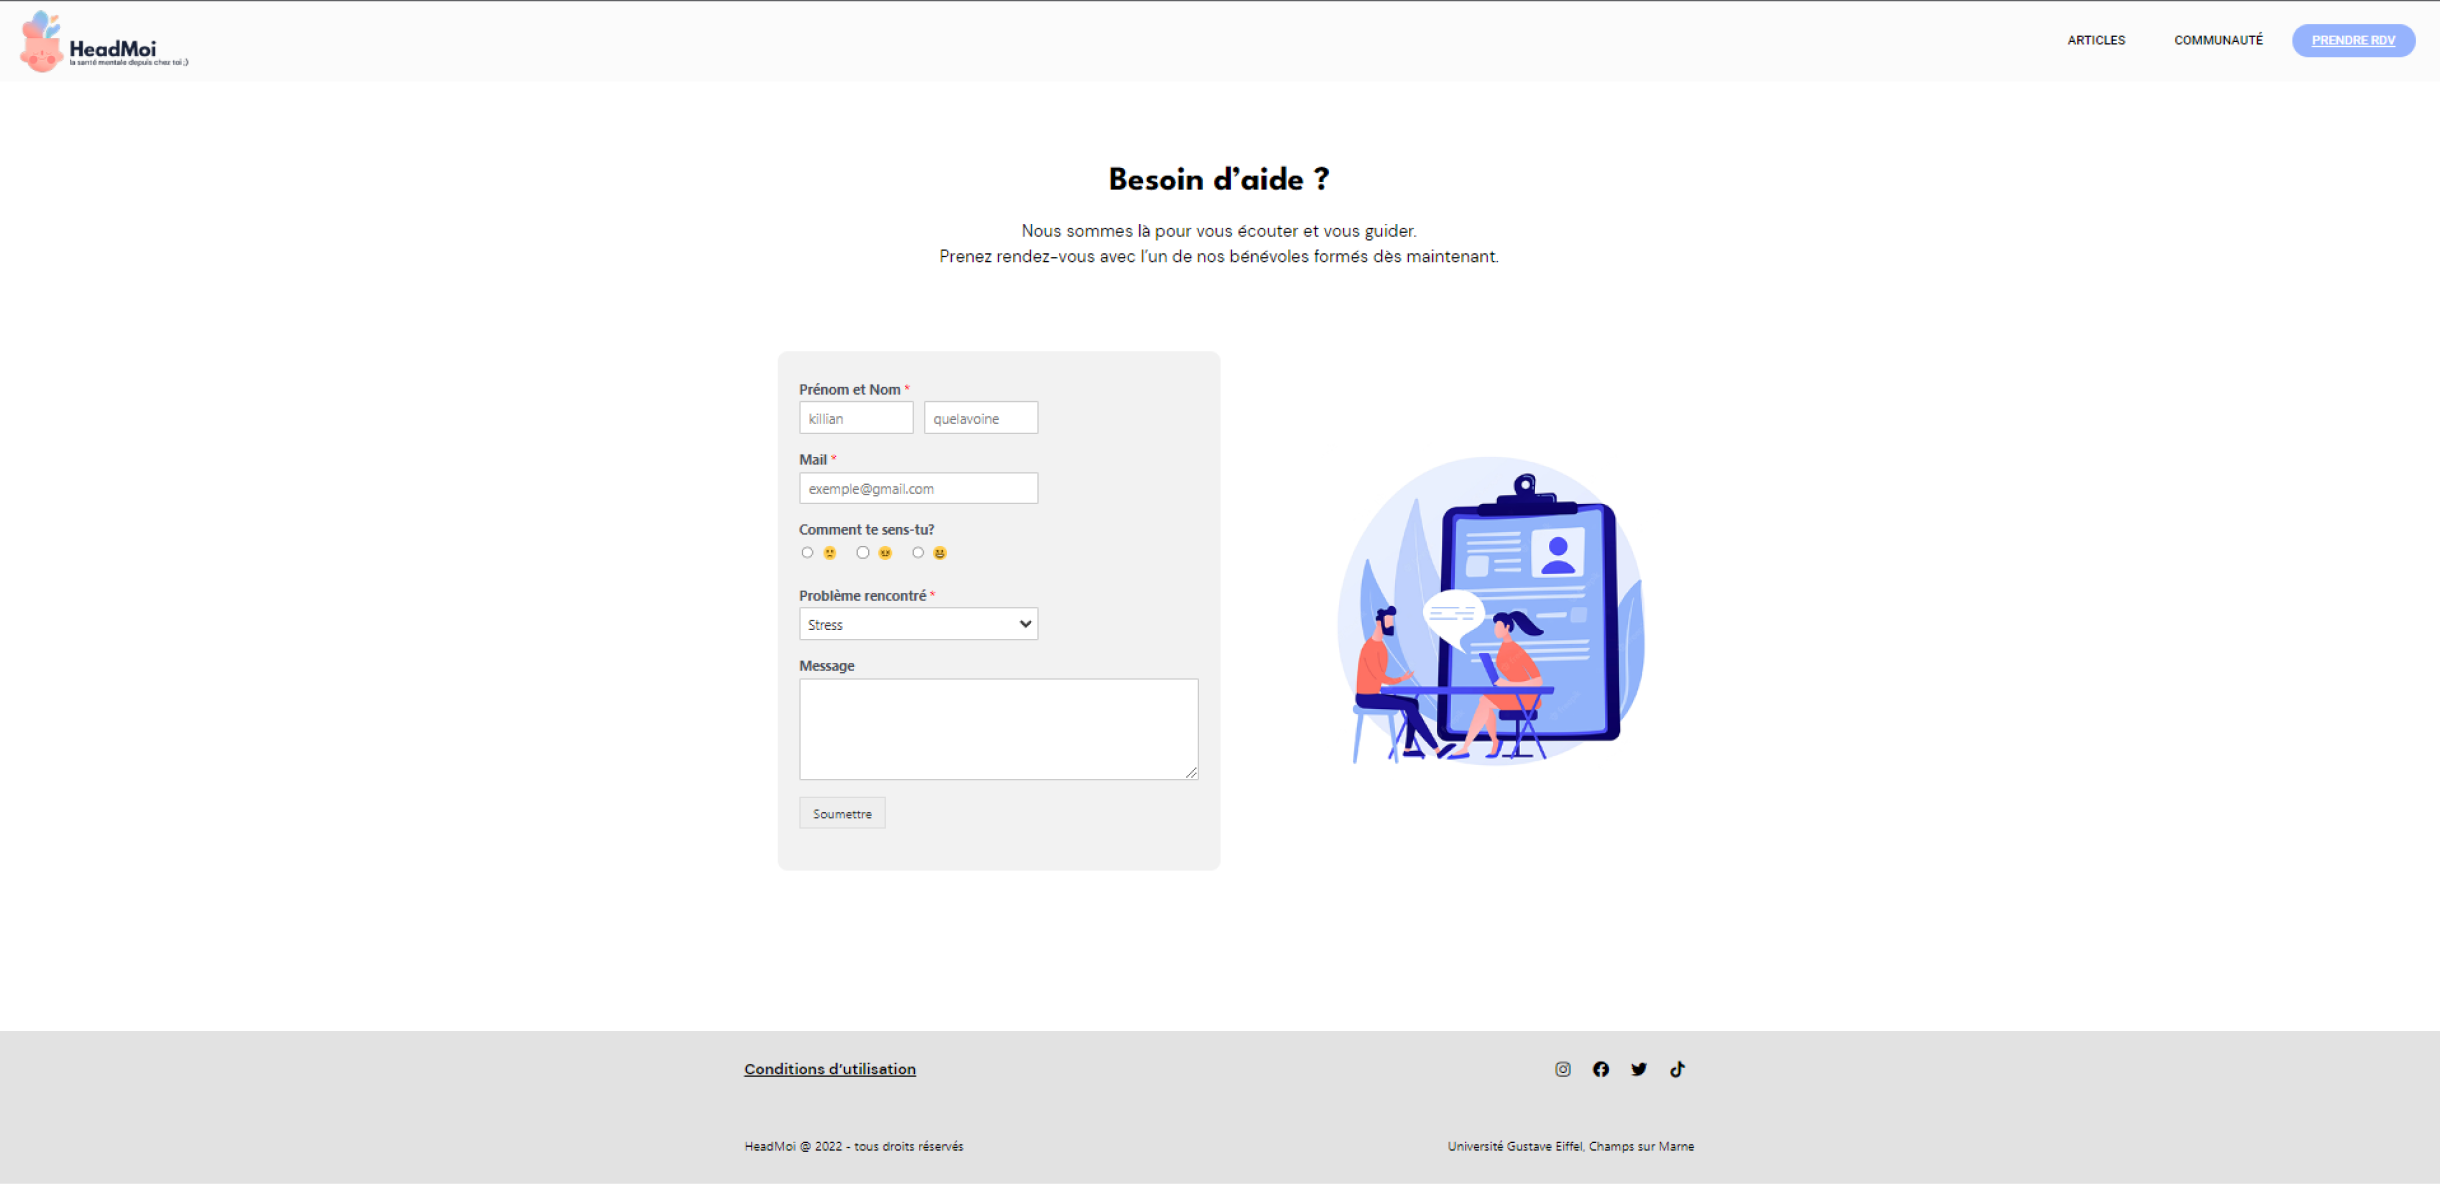 HeadMoi
la santé mentale depuis chez toi ;)
ARTICLES
COMMUNAUTÉ
PRENDRE RDV
Besoin d’aide ?
Nous sommes là pour vous écouter et vous guider.
Prenez rendez-vous avec l’un de nos bénévoles formés dès maintenant.
Prénom et Nom *
killian
quelavoine
Mail *
exemple@gmail.com
Comment te sens-tu?
Problème rencontré *
Stress
Message
Soumettre
Conditions d’utilisation
HeadMoi @ 2022 - tous droits réservés
Université Gustave Eiffel, Champs sur Marne